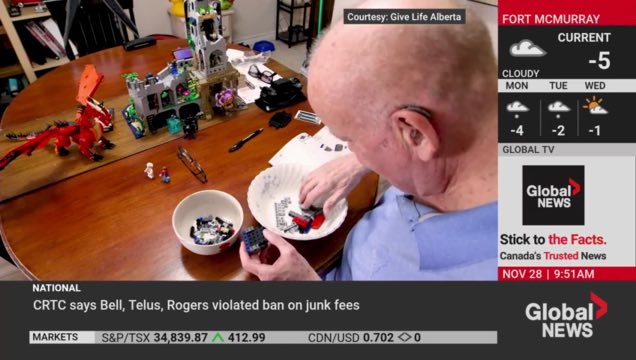 Courtesy: Give Life Alberta
FORT MCMURRAY
CURRENT
-5
CLOUDY
MON TUE WED
-4 -2 -1
GLOBAL TV
Global
NEWS
Stick to the Facts.
Canada's Trusted News
NOV 28 | 9:51AM
Global
NEWS
NATIONAL
CRTC says Bell, Telus, Rogers violated ban on junk fees
Global
NEWS
MARKETS S&P/TSX 34,839.87 412.99 CDN/USD 0.702 0